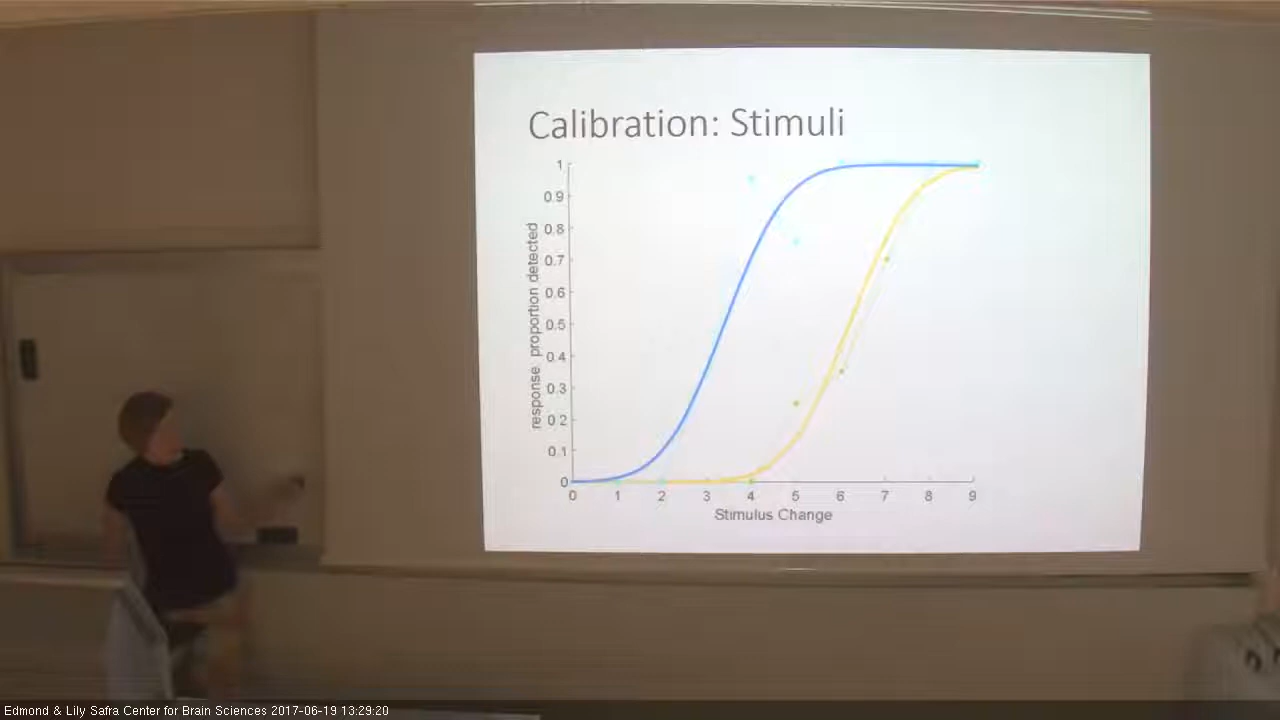 Calibration: Stimuli
1
0.9
0.8
0.7
0.6
0.5
0.4
0.3
0.2
0.1
0
response proportion detected
0 1 2 3 4 5 6 7 8 9
Stimulus Change
Edmond & Lily Safra Center for Brain Sciences 2017-06-19 13:29:20